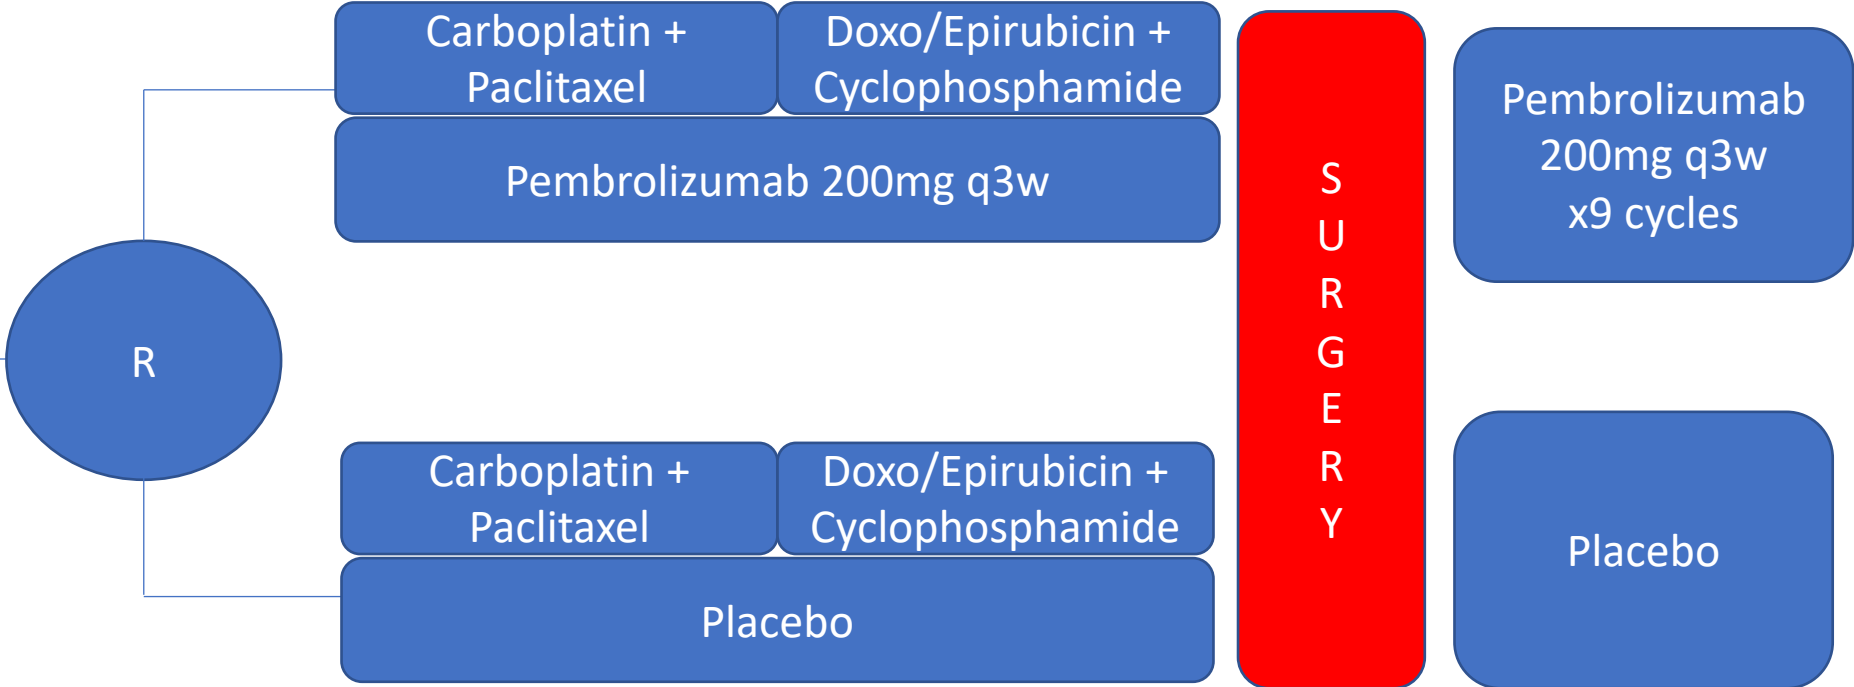 Carboplatin +
Paclitaxel
Doxo/Epirubicin +
Cyclophosphamide
Pembrolizumab 200mg q3w
R
Carboplatin +
Paclitaxel
Doxo/Epirubicin +
Cyclophosphamide
Placebo
S
U
R
G
E
R
Y
Pembrolizumab
200mg q3w
x9 cycles
Placebo